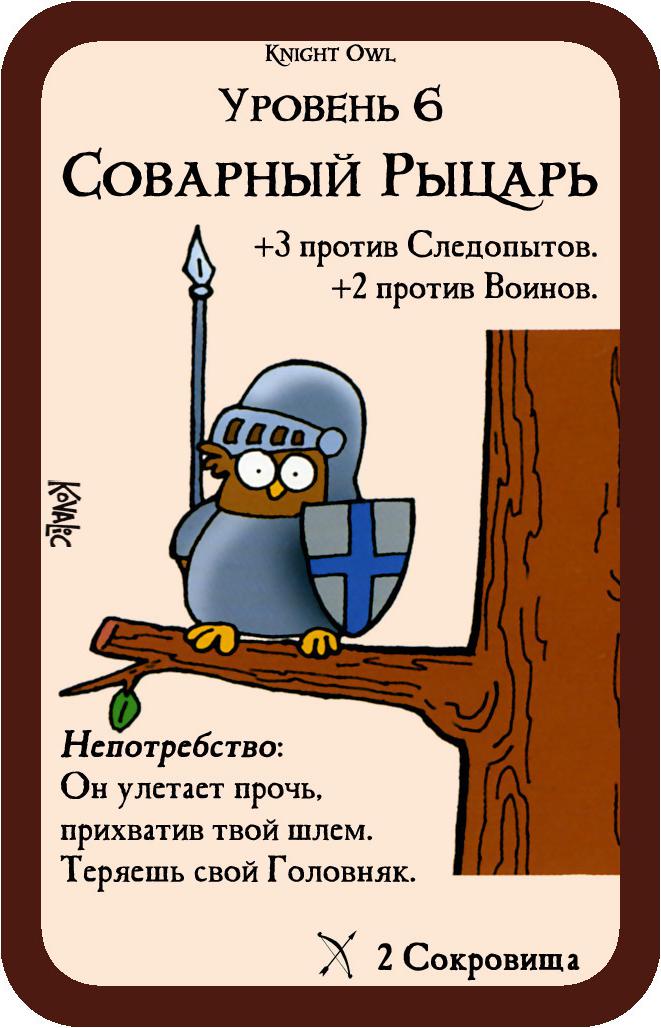 Knight Owl
Уровень 6
Соварный Рыцарь
+3 против Следопытов.
+2 против Воинов.
Kovalic
Непотребство:
Он улетает прочь,
прихватив твой шлем.
Теряешь свой Головняк.
2 Сокровища